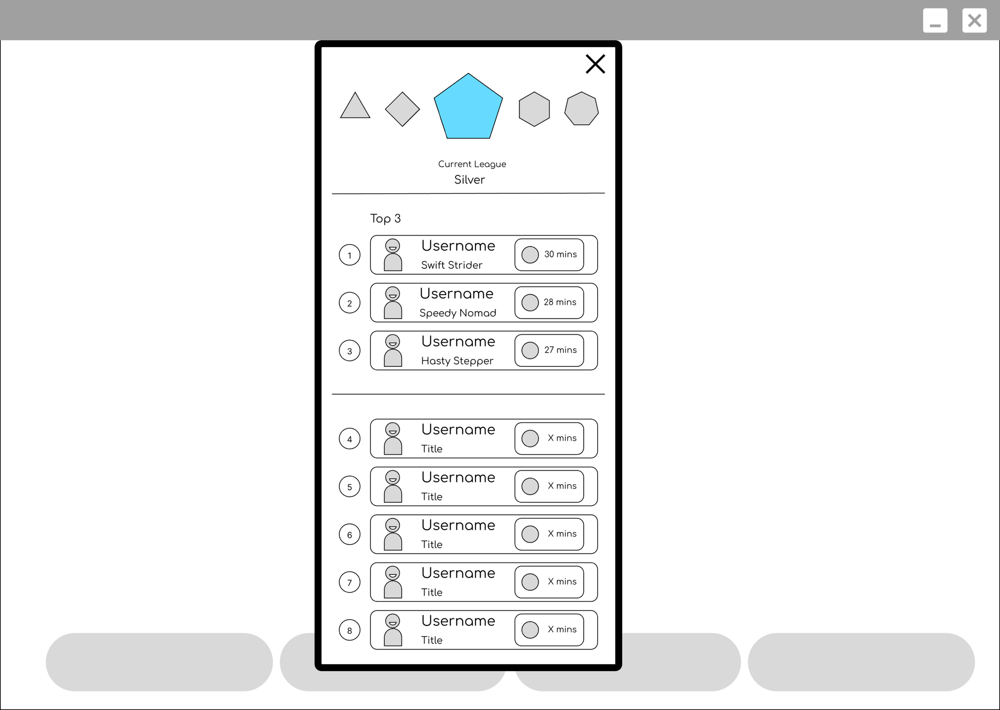 Current League
Silver
Top 3
1
Username
Swift Strider
30 mins
2
Username
Speedy Nomad
28 mins
3
Username
Hasty Stepper
27 mins
4
Username
Title
X mins
5
Username
Title
X mins
6
Username
Title
X mins
7
Username
Title
X mins
8
Username
Title
X mins